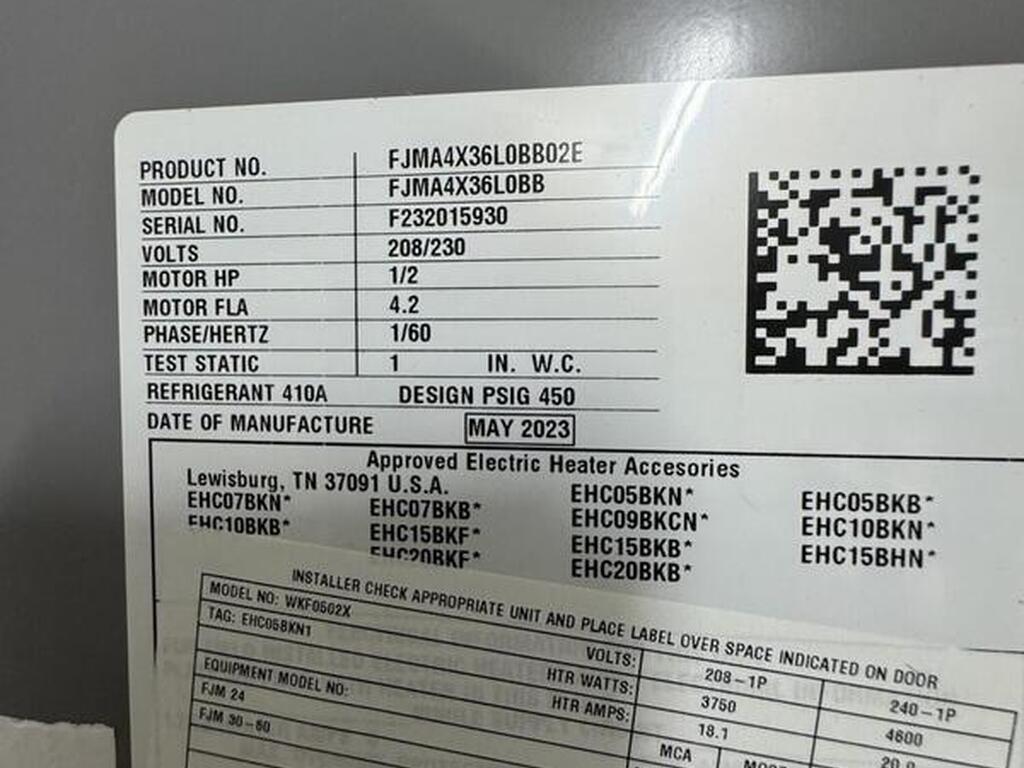 PRODUCT NO. FJMA4X36L0BB02E
MODEL NO. FJMA4X36L0BB
SERIAL NO. F232015930
VOLTS 208/230
MOTOR HP 1/2
MOTOR FLA 4.2
PHASE/HERTZ 1/60
TEST STATIC 1 IN. W.C.
REFRIGERANT 410A DESIGN PSIG 450
DATE OF MANUFACTURE MAY 2023
Approved Electric Heater Accesories
Lewisburg, TN 37091 U.S.A.
EHC07BKN* EHC07BKB* EHC05BKN* EHC05BKB*
EHC10BKB* EHC15BKF* EHC09BKCN* EHC10BKN*
EHC20BKF* EHC15BKB* EHC15BHN*
EHC20BKB*
INSTALLER CHECK APPROPRIATE UNIT AND PLACE LABEL OVER SPACE INDICATED ON DOOR
MODEL NO: WKF0502X
TAG: EHC05BKN1
VOLTS: 208-1P 240-1P
HTR WATTS: 3750 4600
EQUIPMENT MODEL NO: HTR AMPS: 18.1 20.0
FJM 24 MCA
FJM 30-60